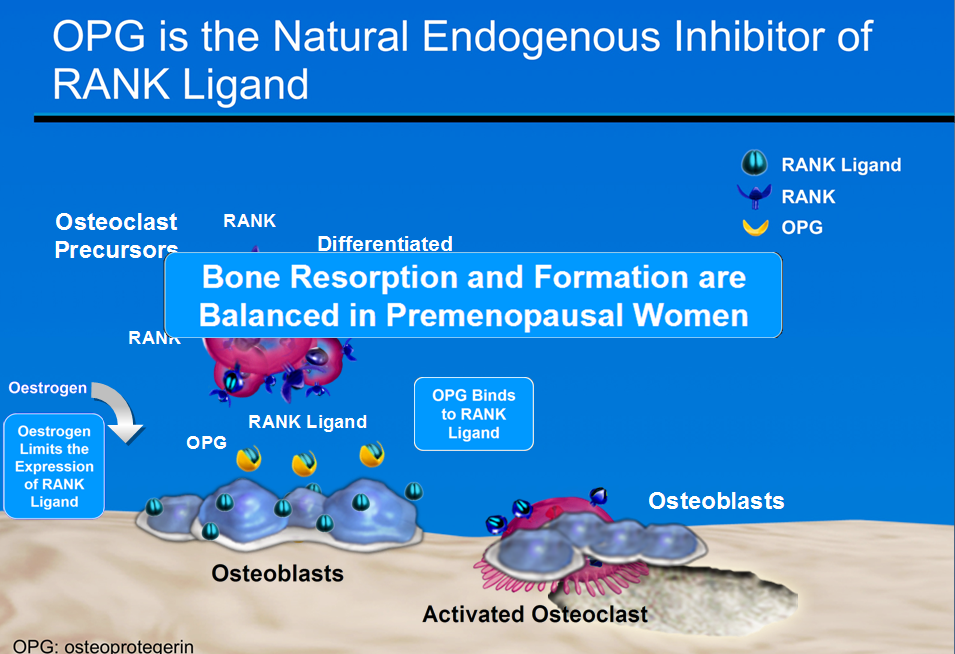 OPG is the Natural Endogenous Inhibitor of
RANK Ligand
RANK Ligand
RANK
OPG
Osteoclast
Precursors
RANK
Differentiated
Bone Resorption and Formation are
Balanced in Premenopausal Women
RANK
Oestrogen
Oestrogen
Limits the
Expression
of RANK
Ligand
RANK Ligand
OPG
OPG Binds
to RANK
Ligand
Osteoblasts
Osteoblasts
Activated Osteoclast
OPG: osteoprotegerin